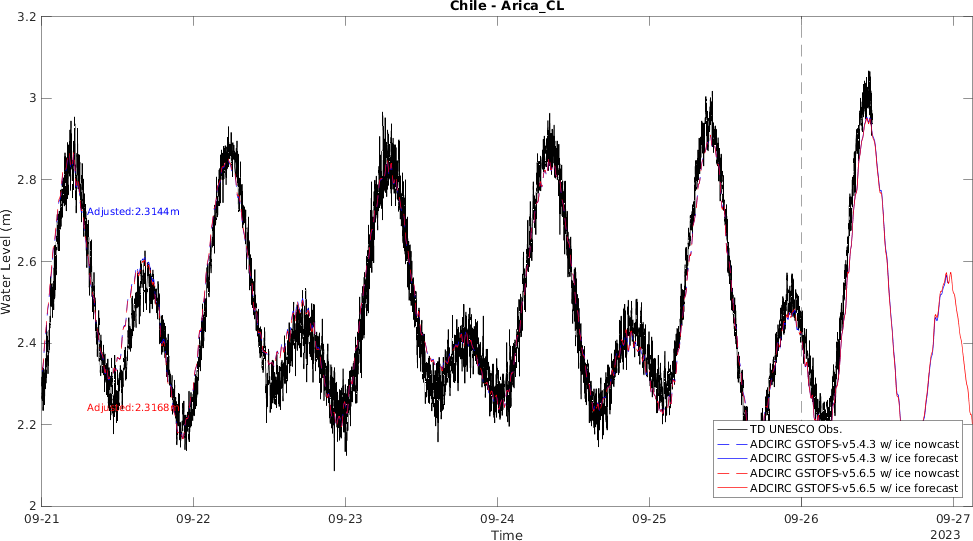 Chile - Arica_CL
3.2
3
2.8
2.6
2.4
2.2
2
Water Level (m)
Adjusted:2.3144m
Adjusted:2.3168m
TD UNESCO Obs.
ADCIRC GSTOFS-v5.4.3 w/ ice nowcast
ADCIRC GSTOFS-v5.4.3 w/ ice forecast
ADCIRC GSTOFS-v5.6.5 w/ ice nowcast
ADCIRC GSTOFS-v5.6.5 w/ ice forecast
09-21
09-22
09-23
09-24
09-25
09-26
09-27
Time
2023